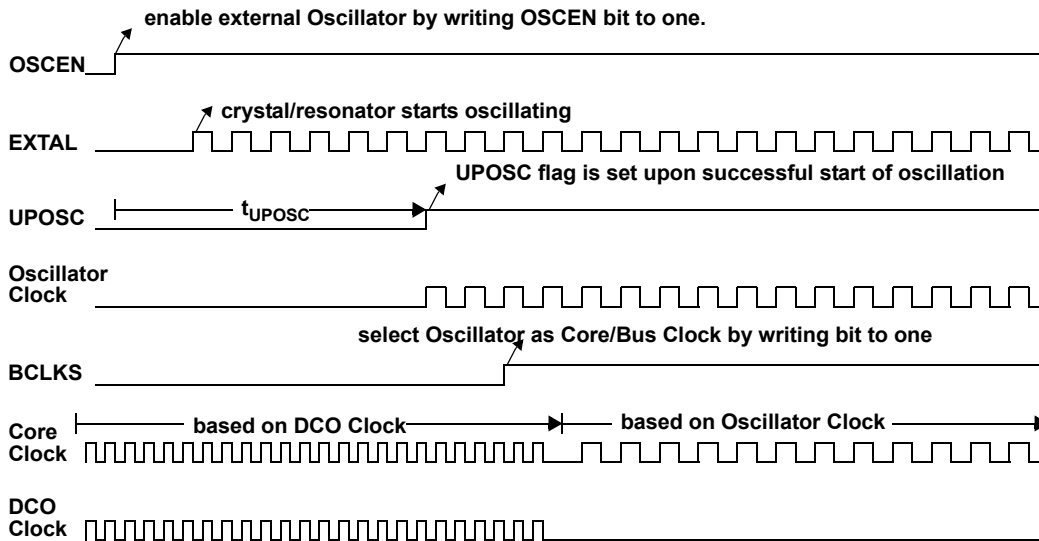 enable external Oscillator by writing OSCEN bit to one.
OSCEN
crystal/resonator starts oscillating
EXTAL
UPOSC flag is set upon successful start of oscillation
UPOSC
tUPOSC
Oscillator
Clock
select Oscillator as Core/Bus Clock by writing bit to one
BCLKS
based on DCO Clock
based on Oscillator Clock
Core
Clock
DCO
Clock